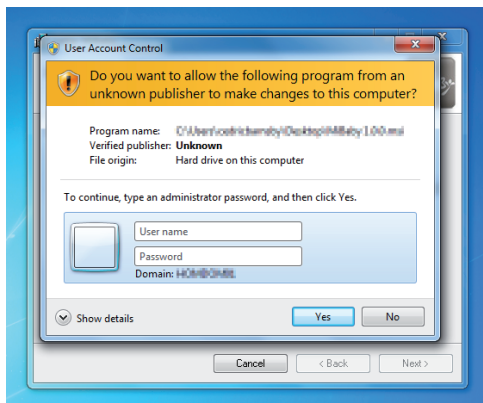 User Account Control
Do you want to allow the following program from an
unknown publisher to make changes to this computer?
Program name:
Verified publisher: Unknown
File origin: Hard drive on this computer
To continue, type an administrator password, and then click Yes.
User name
Password
Domain:
Show details
Yes
No
Cancel
< Back
Next >